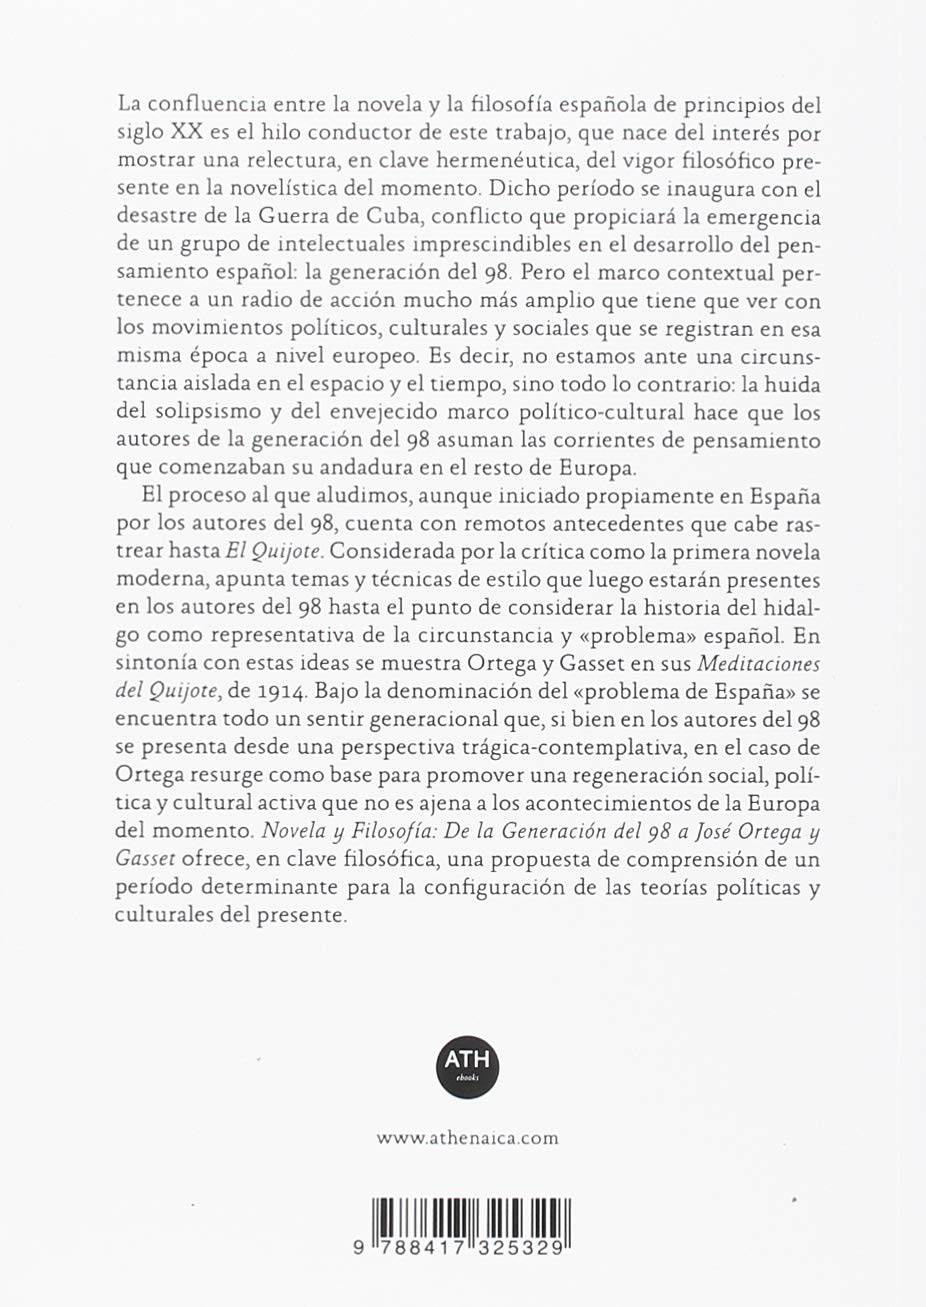 La confluencia entre la novela y la filosofía española de principios del
siglo XX es el hilo conductor de este trabajo, que nace del interés por
mostrar una relectura, en clave hermenéutica, del vigor filosófico pre-
sente en la novelística del momento. Dicho período se inaugura con el
desastre de la Guerra de Cuba, conflicto que propiciará la emergencia
de un grupo de intelectuales imprescindibles en el desarrollo del pen-
samiento español: la generación del 98. Pero el marco contextual per-
tenece a un radio de acción mucho más amplio que tiene que ver con
los movimientos políticos, culturales y sociales que se registran en esa
misma época a nivel europeo. Es decir, no estamos ante una circuns-
tancia aislada en el espacio y el tiempo, sino todo lo contrario: la huida
del solipsismo y del envejecido marco político-cultural hace que los
autores de la generación del 98 asuman las corrientes de pensamiento
que comenzaban su andadura en el resto de Europa.
El proceso al que aludimos, aunque iniciado propiamente en España
por los autores del 98, cuenta con remotos antecedentes que cabe ras-
trear hasta El Quijote. Considerada por la crítica como la primera novela
moderna, apunta temas y técnicas de estilo que luego estarán presentes
en los autores del 98 hasta el punto de considerar la historia del hidal-
go como representativa de la circunstancia y «problema» español. En
sintonía con estas ideas se muestra Ortega y Gasset en sus Meditaciones
del Quijote, de 1914. Bajo la denominación del «problema de España» se
encuentra todo un sentir generacional que, si bien en los autores del 98
se presenta desde una perspectiva trágica-contemplativa, en el caso de
Ortega resurge como base para promover una regeneración social, polí-
tica y cultural activa que no es ajena a los acontecimientos de la Europa
del momento. Novela y Filosofía: De la Generación del 98 a José Ortega y
Gasset ofrece, en clave filosófica, una propuesta de comprensión de un
período determinante para la configuración de las teorías políticas y
culturales del presente.
ATH
ebooks
www.athenaica.com
9 788417 325329